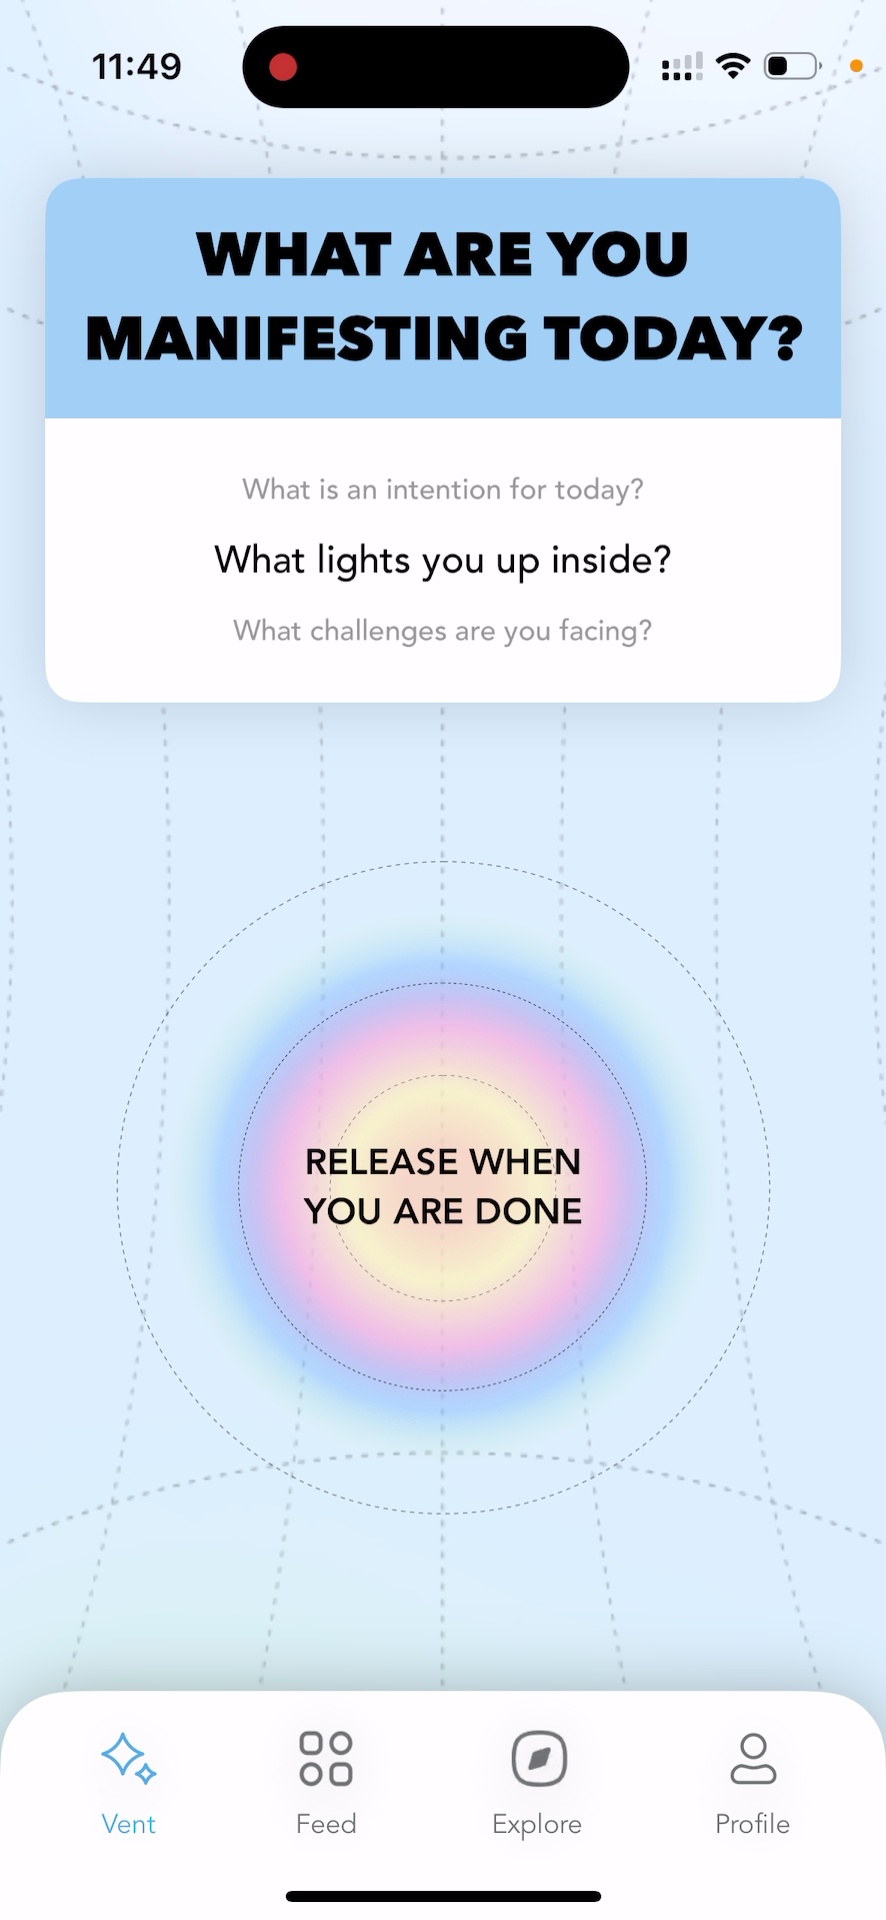 11:49
WHAT ARE YOU
MANIFESTING TODAY?
What is an intention for today?
What lights you up inside?
What challenges are you facing?
RELEASE WHEN
YOU ARE DONE
Vent
Feed
Explore
Profile